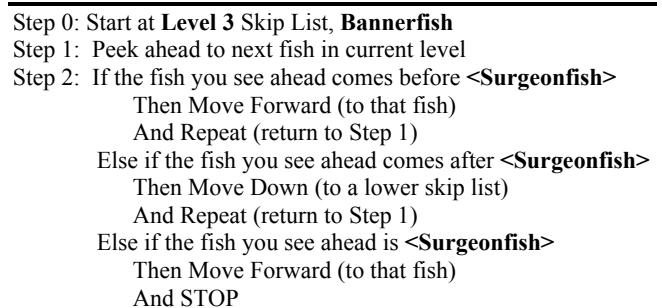 Step 0: Start at Level 3 Skip List, Bannerfish
Step 1: Peek ahead to next fish in current level
Step 2: If the fish you see ahead comes before <Surgeonfish>
Then Move Forward (to that fish)
And Repeat (return to Step 1)
Else if the fish you see ahead comes after <Surgeonfish>
Then Move Down (to a lower skip list)
And Repeat (return to Step 1)
Else if the fish you see ahead is <Surgeonfish>
Then Move Forward (to that fish)
And STOP